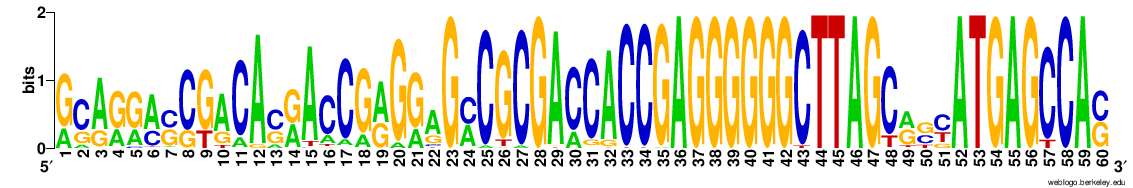 2
bits
1
0
5′
GCAGGACCGACACGACCGAGGAGCCGCGACCACCGAGGGGGGCTTAGCAGCATGAGCCAC
1 2 3 4 5 6 7 8 9 10 11 12 13 14 15 16 17 18 19 20 21 22 23 24 25 26 27 28 29 30 31 32 33 34 35 36 37 38 39 40 41 42 43 44 45 46 47 48 49 50 51 52 53 54 55 56 57 58 59 60
3′
weblogo.berkeley.edu